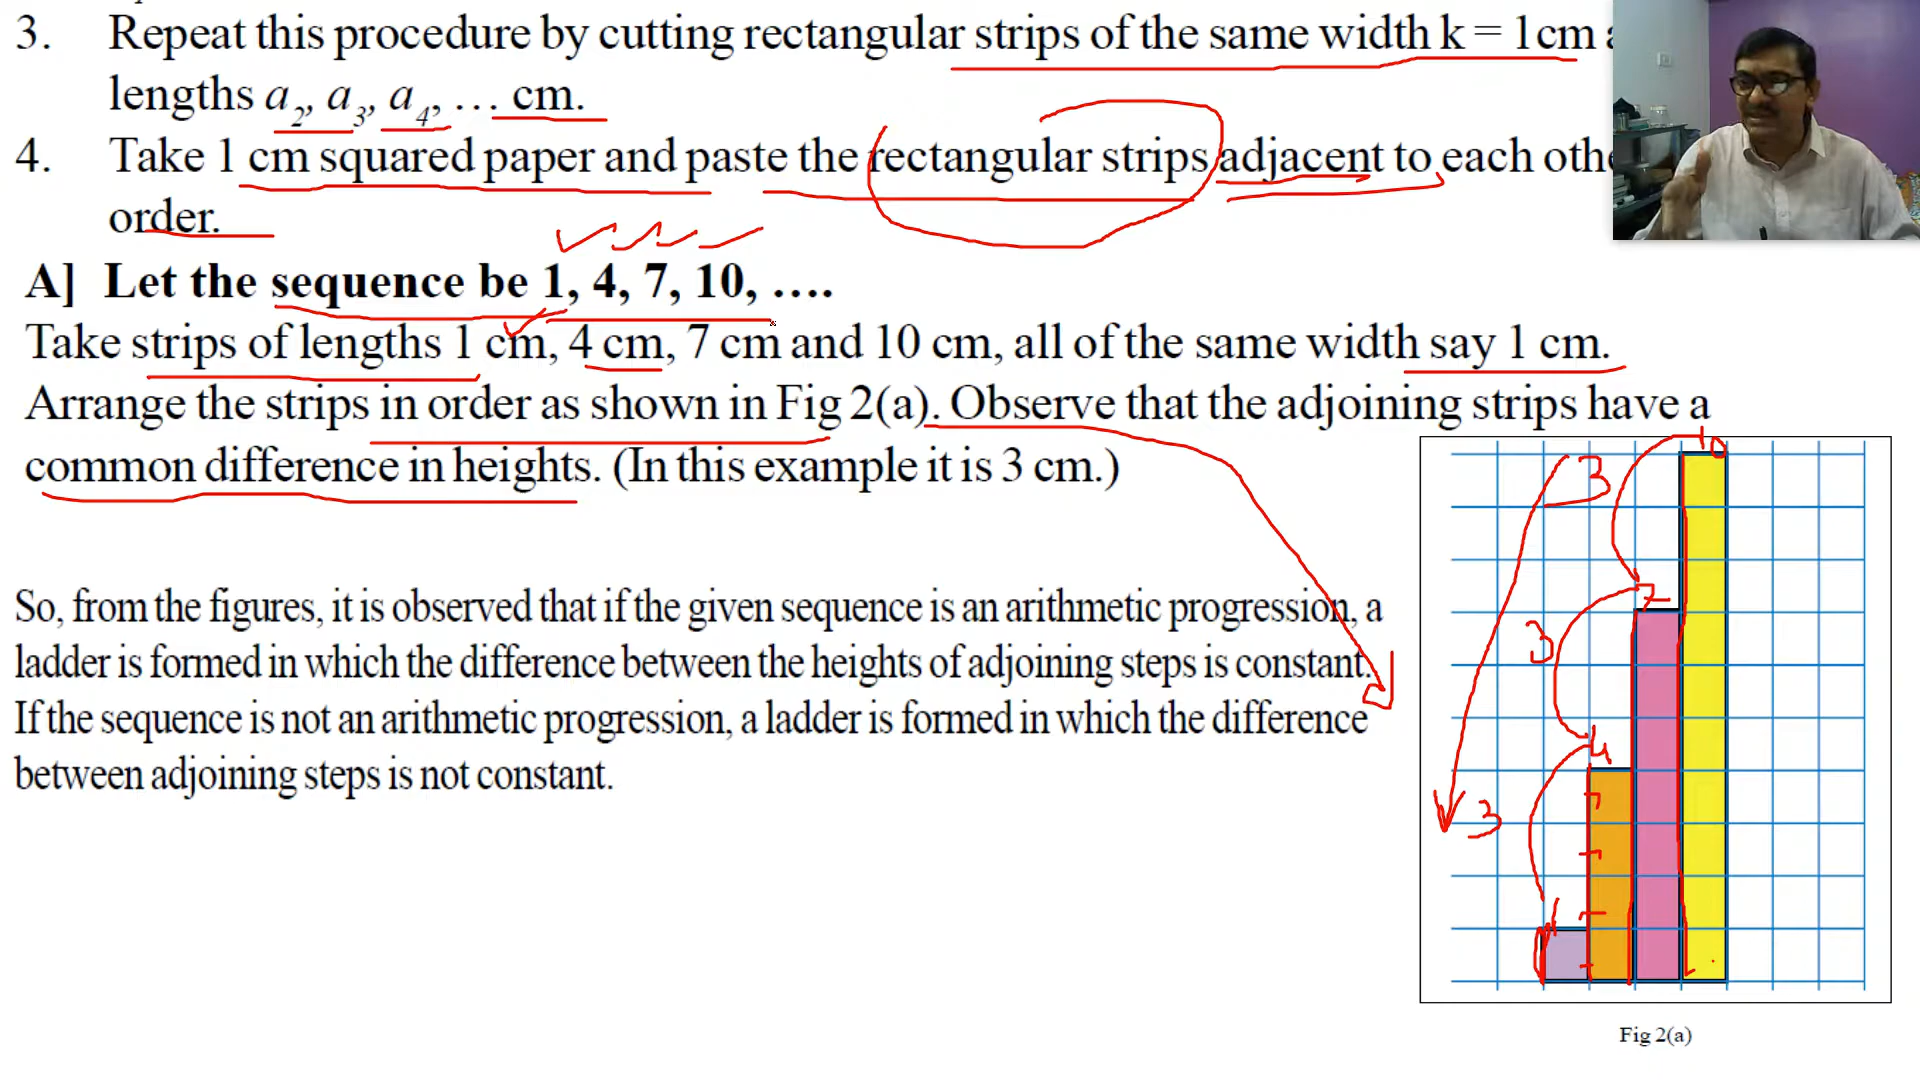 3. Repeat this procedure by cutting rectangular strips of the same width k = 1cm
lengths a2, a3, a4, … cm.
4. Take 1 cm squared paper and paste the rectangular strips adjacent to each othe
order.
A] Let the sequence be 1, 4, 7, 10, ….
Take strips of lengths 1 cm, 4 cm, 7 cm and 10 cm, all of the same width say 1 cm.
Arrange the strips in order as shown in Fig 2(a). Observe that the adjoining strips have a
common difference in heights. (In this example it is 3 cm.)
So, from the figures, it is observed that if the given sequence is an arithmetic progression, a
ladder is formed in which the difference between the heights of adjoining steps is constant.
If the sequence is not an arithmetic progression, a ladder is formed in which the difference
between adjoining steps is not constant.
10
3
7
3
4
3
1
Fig 2(a)